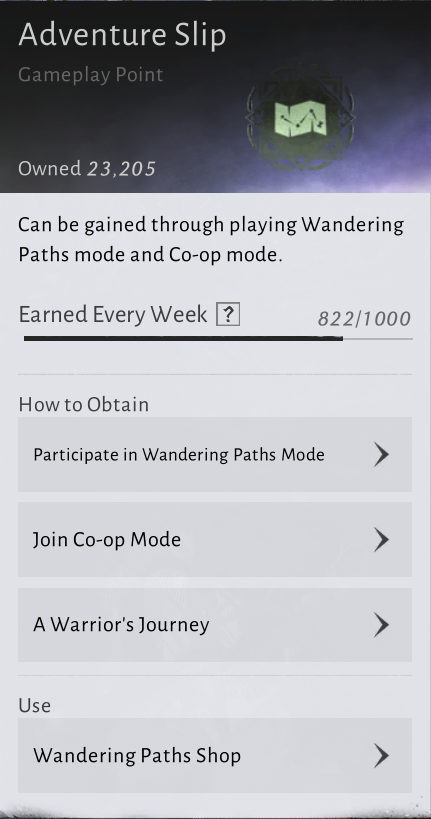 Adventure Slip
Gameplay Point
Owned 23,205
Can be gained through playing Wandering
Paths mode and Co-op mode.
Earned Every Week ? 822/1000
How to Obtain
Participate in Wandering Paths Mode
Join Co-op Mode
A Warrior's Journey
Use
Wandering Paths Shop